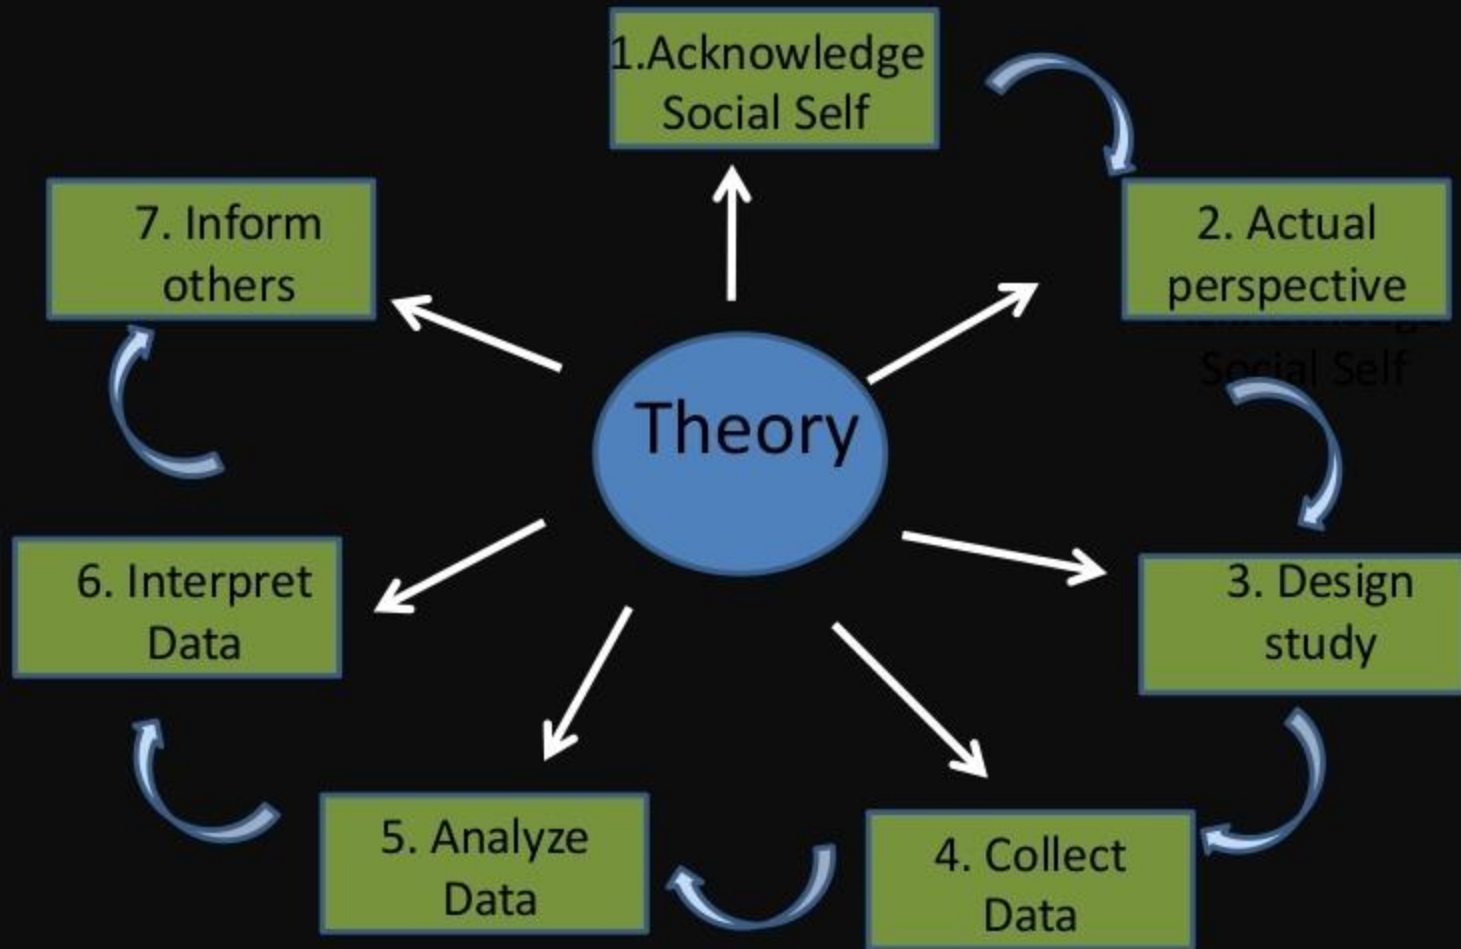 1.Acknowledge
Social Self
2. Actual
perspective
Social Self
3. Design
study
4. Collect
Data
5. Analyze
Data
6. Interpret
Data
7. Inform
others
Theory